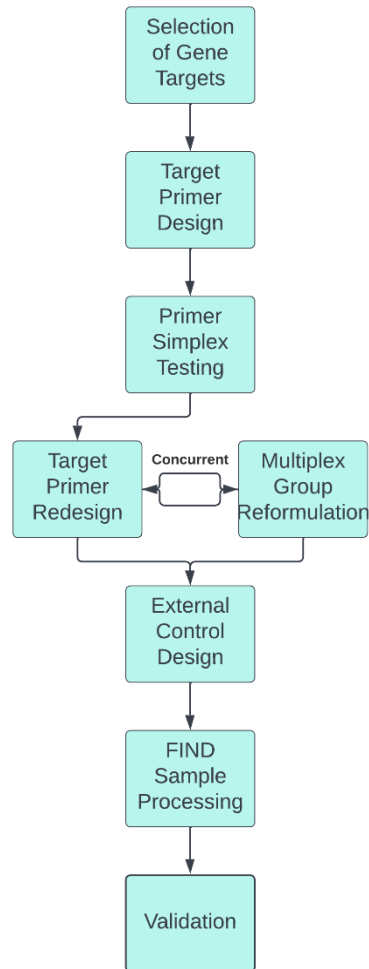 Selection
of Gene
Targets
Target
Primer
Design
Primer
Simplex
Testing
Target
Primer
Redesign
Concurrent
Multiplex
Group
Reformulation
External
Control
Design
FIND
Sample
Processing
Validation